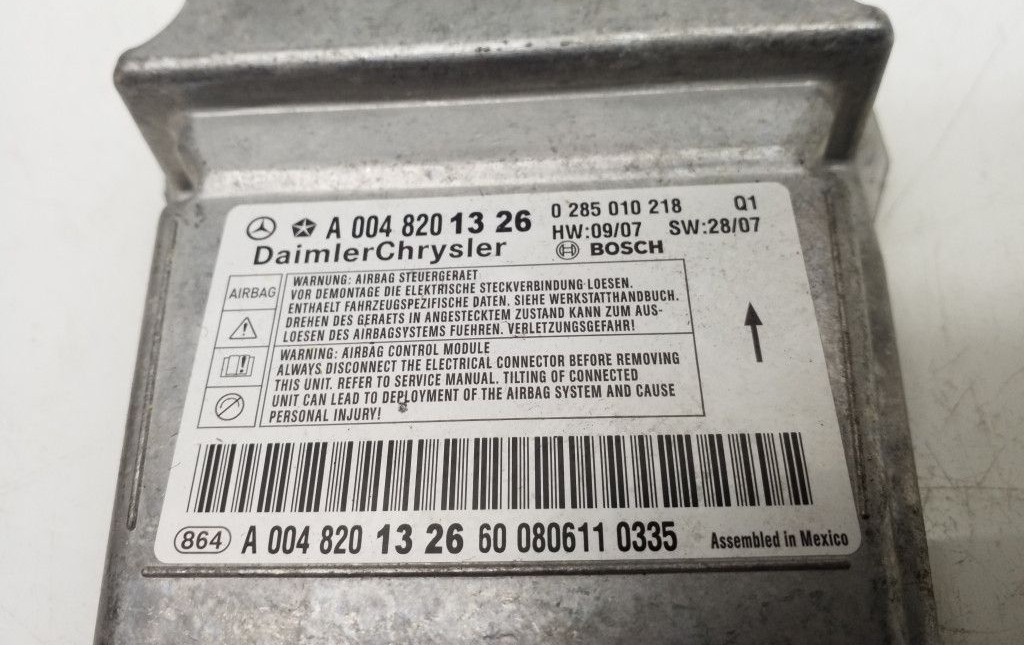 A 004 820 13 26 0 285 010 218 Q1
DaimlerChrysler HW:09/07 SW:28/07
BOSCH
AIRBAG
WARNUNG: AIRBAG STEUERGERAET
VOR DEMONTAGE DIE ELEKTRISCHE STECKVERBINDUNG LOESEN.
ENTHAELT FAHRZEUGSPEZIFISCHE DATEN. SIEHE WERKSTATTHANDBUCH.
DREHEN DES GERAETS IN ANGESTECKTEM ZUSTAND KANN ZUM AUS-
LOESEN DES AIRBAGSYSTEMS FUEHREN. VERLETZUNGSGEFAHR!
WARNING: AIRBAG CONTROL MODULE
ALWAYS DISCONNECT THE ELECTRICAL CONNECTOR BEFORE REMOVING
THIS UNIT. REFER TO SERVICE MANUAL. TILTING OF CONNECTED
UNIT CAN LEAD TO DEPLOYMENT OF THE AIRBAG SYSTEM AND CAUSE
PERSONAL INJURY!
864 A 004 820 13 26 60 080611 0335 Assembled in Mexico